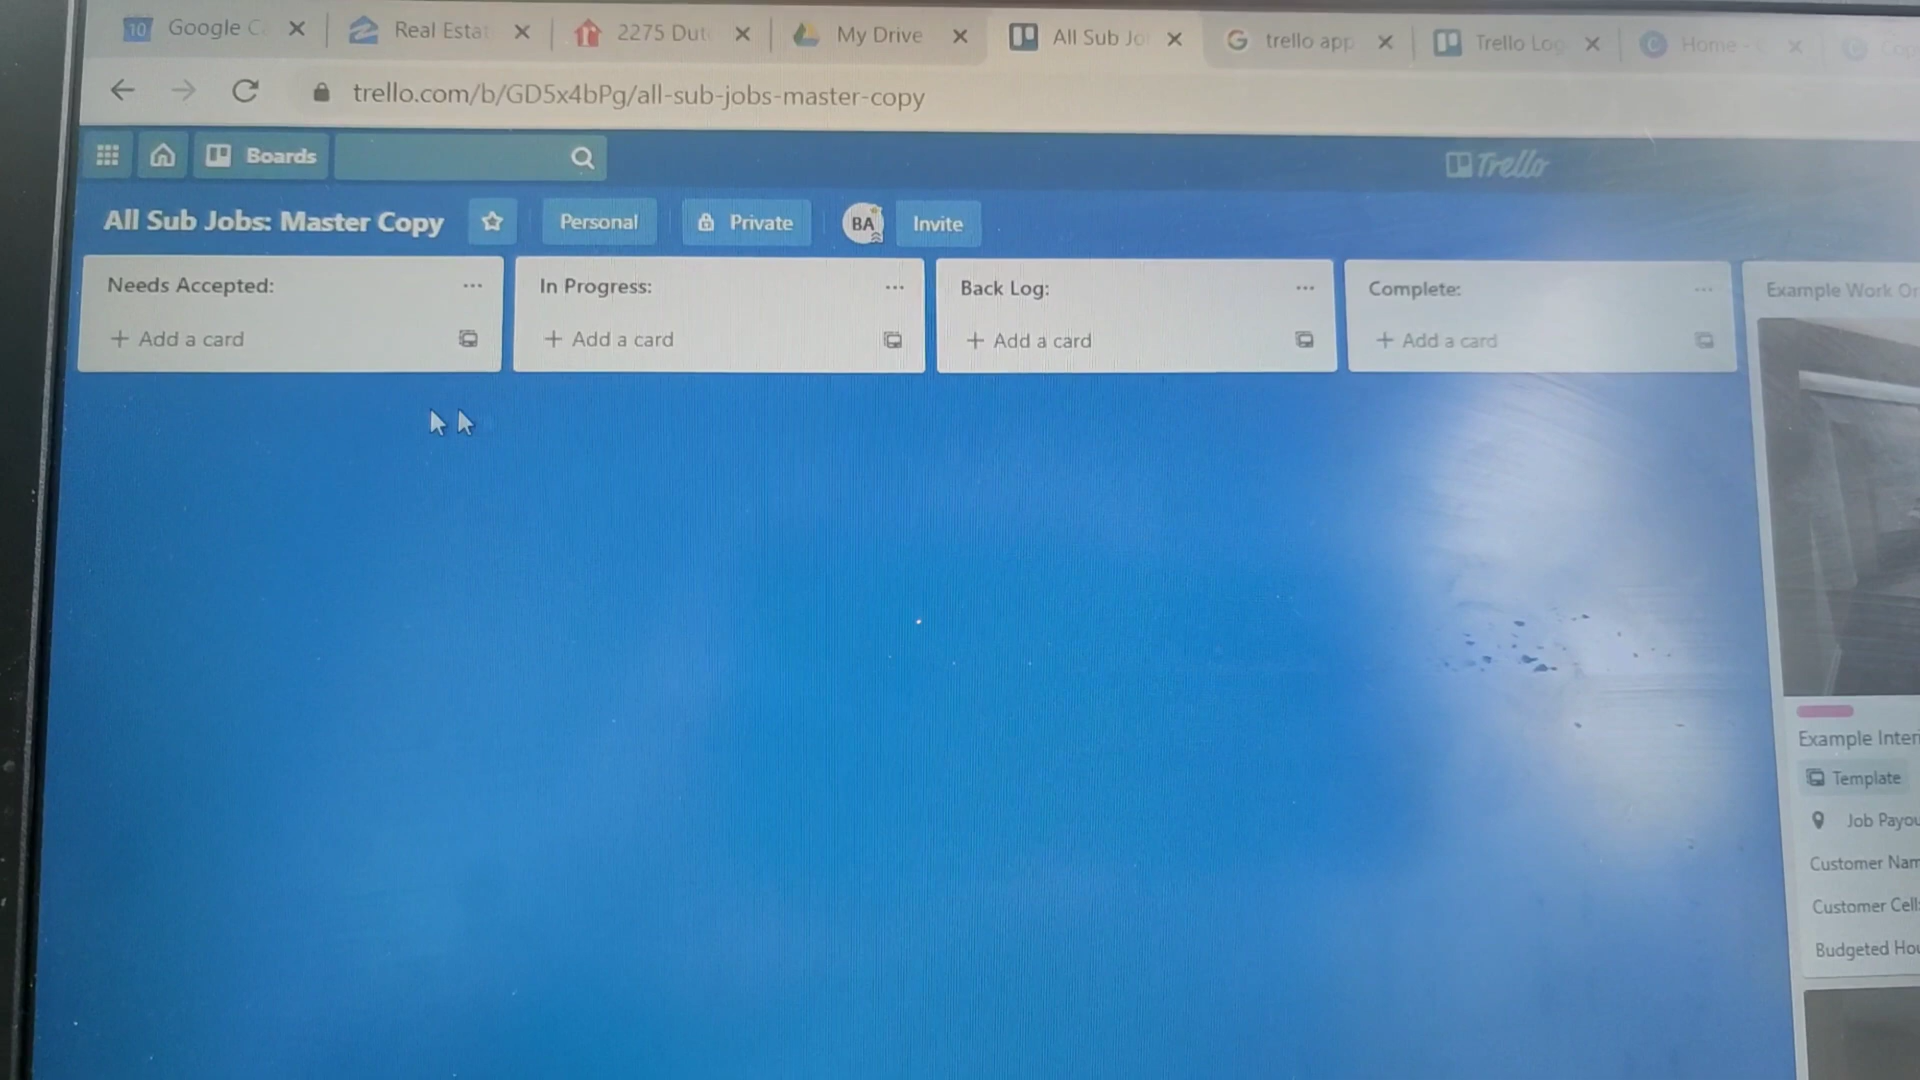 10 Google C
Real Estat
2275 Dut
My Drive
All Sub Jo
trello app
Trello Log
Home -
trello.com/b/GD5x4bPg/all-sub-jobs-master-copy
Boards
Trello
All Sub Jobs: Master Copy
Personal
Private
BA
Invite
Needs Accepted:
+ Add a card
In Progress:
+ Add a card
Back Log:
+ Add a card
Complete:
+ Add a card
Example Work Or
Example Interi
Template
Job Payou
Customer Nam
Customer Cell:
Budgeted Hou